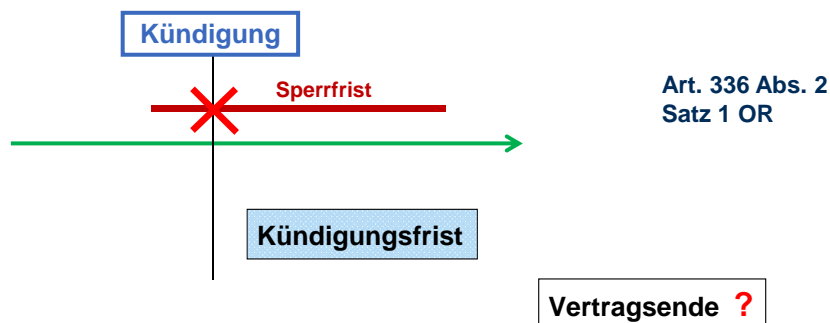 Kündigung
Sperrfrist
Art. 336 Abs. 2
Satz 1 OR
Kündigungsfrist
Vertragsende ?